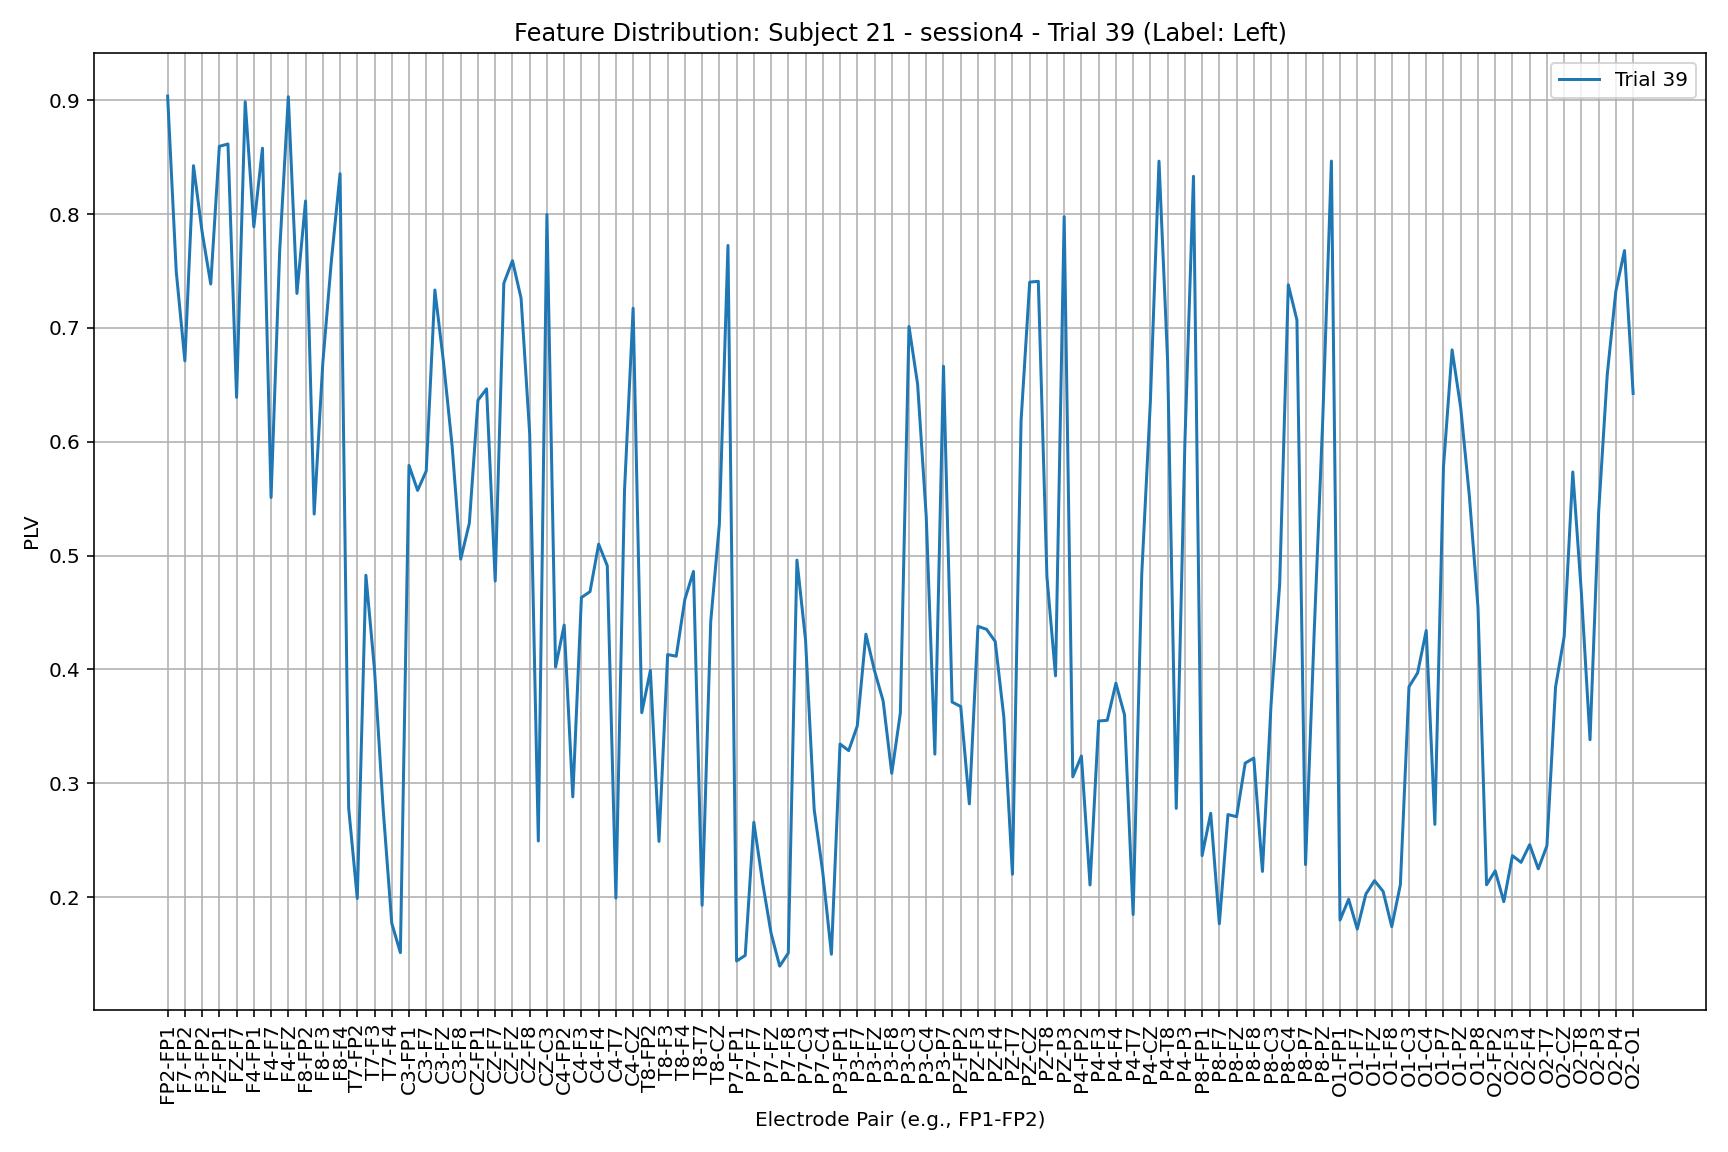 Feature Distribution: Subject 21 - session4 - Trial 39 (Label: Left)
Trial 39
0.9
0.8
0.7
0.6
0.5
0.4
0.3
0.2
PLV
FP2-FP1
F7-FP2
F3-FP2
FZ-FP1
FZ-F7
F4-FP1
F4-F7
F4-FZ
F8-FP2
F8-F3
F8-F4
T7-FP2
T7-F3
T7-F4
C3-FP1
C3-F7
C3-FZ
C3-F8
CZ-FP1
CZ-F7
CZ-FZ
CZ-F8
CZ-C3
C4-FP2
C4-F3
C4-F4
C4-T7
C4-CZ
T8-FP2
T8-F3
T8-F4
T8-T7
T8-CZ
P7-FP1
P7-F7
P7-FZ
P7-F8
P7-C3
P7-C4
P3-FP1
P3-F7
P3-FZ
P3-F8
P3-C3
P3-C4
P3-P7
PZ-FP2
PZ-F3
PZ-F4
PZ-T7
PZ-CZ
PZ-T8
PZ-P3
P4-FP2
P4-F3
P4-F4
P4-T7
P4-CZ
P4-T8
P4-P3
P8-FP1
P8-F7
P8-FZ
P8-F8
P8-C3
P8-C4
P8-P7
P8-PZ
O1-FP1
O1-F7
O1-FZ
O1-F8
O1-C3
O1-C4
O1-P7
O1-PZ
O1-P8
O2-FP2
O2-F3
O2-F4
O2-T7
O2-CZ
O2-T8
O2-P3
O2-P4
O2-O1
Electrode Pair (e.g., FP1-FP2)